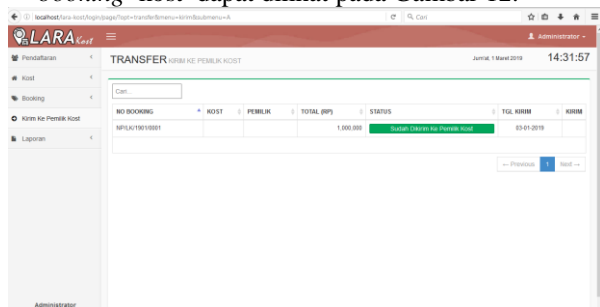 booking kost dapat dilihat pada Gambar 12.
localhost/lara-kost/login/page/?opt=transfer&menu=kirim&submenu=A
Cari
LARA Kost
Administrator
Pendaftaran
TRANSFER KIRIM KE PEMILIK KOST
Jum'at, 1 Maret 2019
14:31:57
Kost
Booking
Cari..
Kirim Ke Pemilik Kost
NO BOOKING KOST PEMILIK TOTAL (RP) STATUS TGL KIRIM KIRIM
NPI/LK/1901/0001 1,000,000 Sudah Dikirim Ke Pemilik Kost 03-01-2019
Laporan
← Previous 1 Next →
Administrator